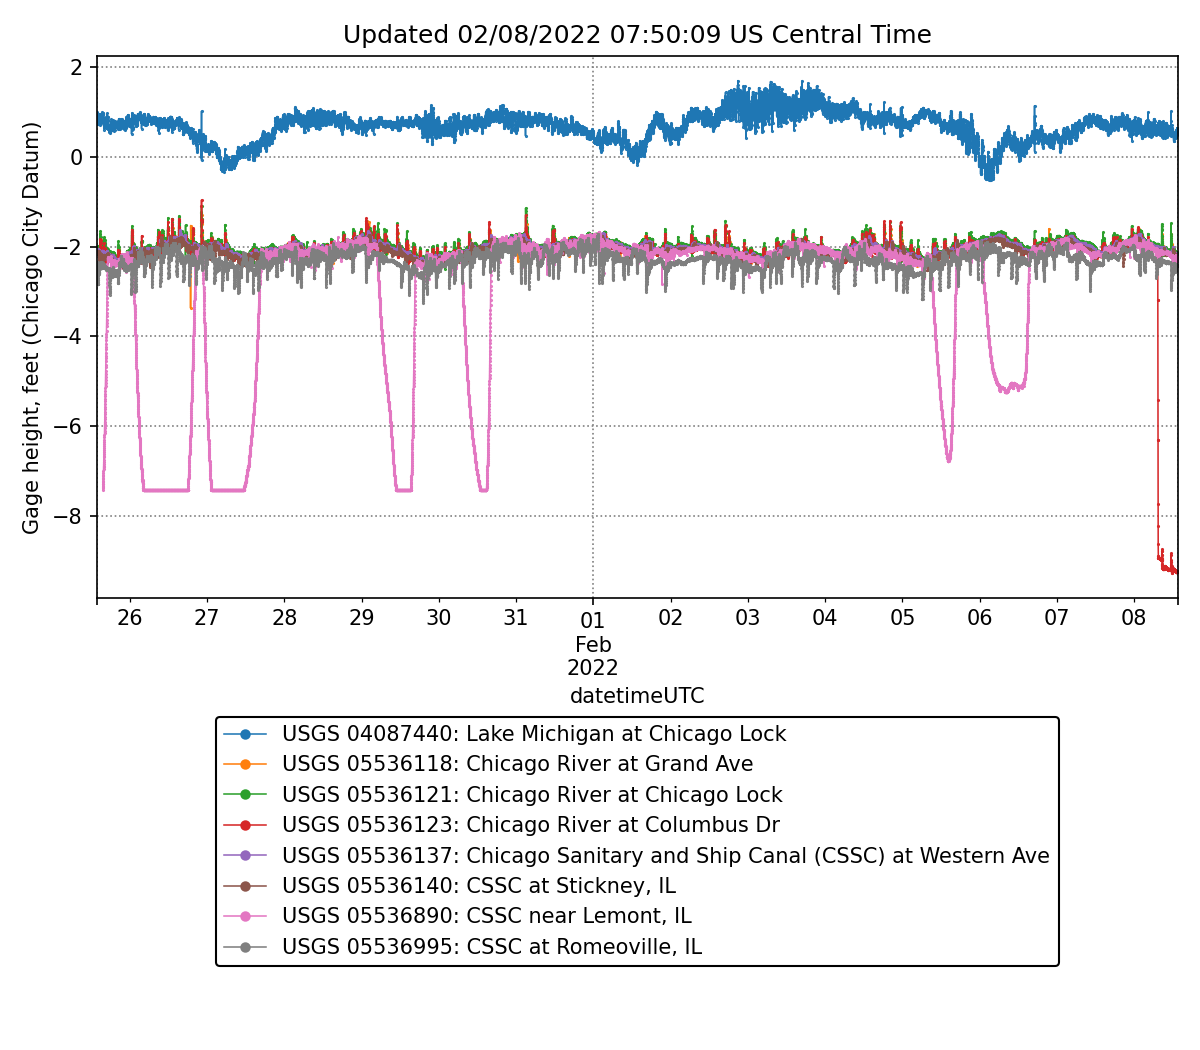 Updated 02/08/2022 07:50:09 US Central Time
Gage height, feet (Chicago City Datum)
2
0
−2
−4
−6
−8
26 27 28 29 30 31 01 02 03 04 05 06 07 08
Feb
2022
datetimeUTC
USGS 04087440: Lake Michigan at Chicago Lock
USGS 05536118: Chicago River at Grand Ave
USGS 05536121: Chicago River at Chicago Lock
USGS 05536123: Chicago River at Columbus Dr
USGS 05536137: Chicago Sanitary and Ship Canal (CSSC) at Western Ave
USGS 05536140: CSSC at Stickney, IL
USGS 05536890: CSSC near Lemont, IL
USGS 05536995: CSSC at Romeoville, IL